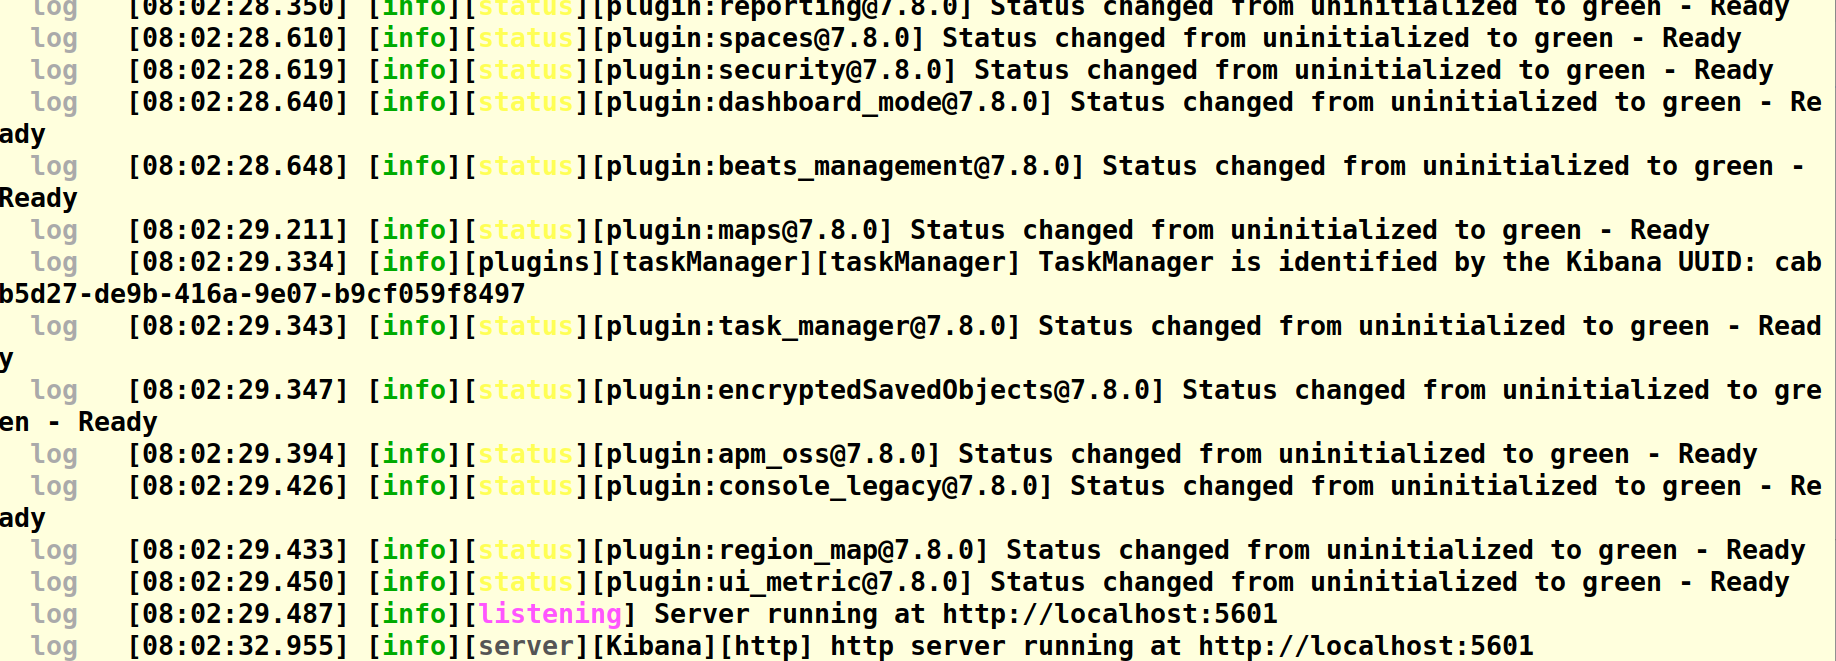 log   [08:02:28.350] [info][status][plugin:reporting@7.8.0] Status changed from uninitialized to green - Ready
log   [08:02:28.610] [info][status][plugin:spaces@7.8.0] Status changed from uninitialized to green - Ready
log   [08:02:28.619] [info][status][plugin:security@7.8.0] Status changed from uninitialized to green - Ready
log   [08:02:28.640] [info][status][plugin:dashboard_mode@7.8.0] Status changed from uninitialized to green - Re
ady
log   [08:02:28.648] [info][status][plugin:beats_management@7.8.0] Status changed from uninitialized to green -
Ready
log   [08:02:29.211] [info][status][plugin:maps@7.8.0] Status changed from uninitialized to green - Ready
log   [08:02:29.334] [info][plugins][taskManager][taskManager] TaskManager is identified by the Kibana UUID: cab
b5d27-de9b-416a-9e07-b9cf059f8497
log   [08:02:29.343] [info][status][plugin:task_manager@7.8.0] Status changed from uninitialized to green - Read
y
log   [08:02:29.347] [info][status][plugin:encryptedSavedObjects@7.8.0] Status changed from uninitialized to gre
en - Ready
log   [08:02:29.394] [info][status][plugin:apm_oss@7.8.0] Status changed from uninitialized to green - Ready
log   [08:02:29.426] [info][status][plugin:console_legacy@7.8.0] Status changed from uninitialized to green - Re
ady
log   [08:02:29.433] [info][status][plugin:region_map@7.8.0] Status changed from uninitialized to green - Ready
log   [08:02:29.450] [info][status][plugin:ui_metric@7.8.0] Status changed from uninitialized to green - Ready
log   [08:02:29.487] [info][listening] Server running at http://localhost:5601
log   [08:02:32.955] [info][server][Kibana][http] http server running at http://localhost:5601